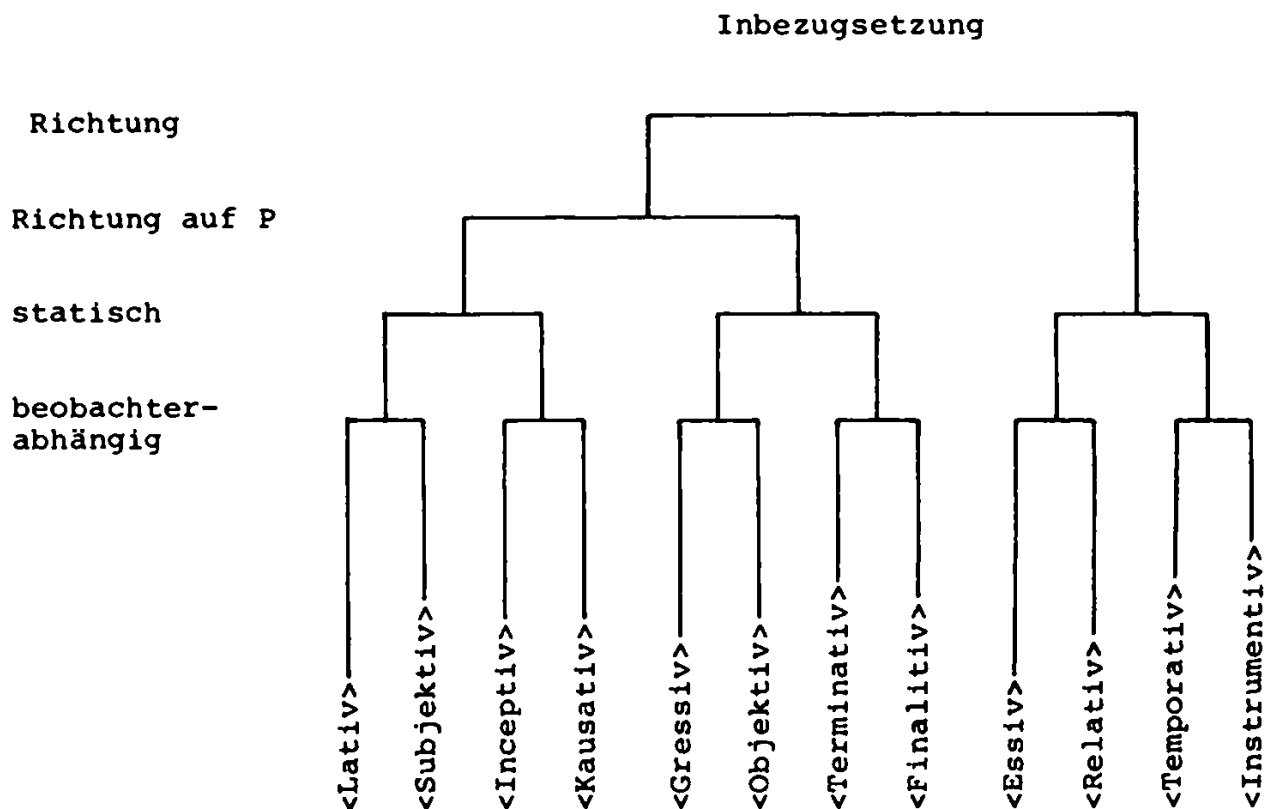 Inbezugsetzung
Richtung
Richtung auf P
statisch
beobachter-
abhängig
<Lativ>
<Subjektiv>
<Inceptiv>
<Kausativ>
<Gressiv>
<Objektiv>
<Terminativ>
<Finalitiv>
<Essiv>
<Relativ>
<Temporativ>
<Instrumentiv>